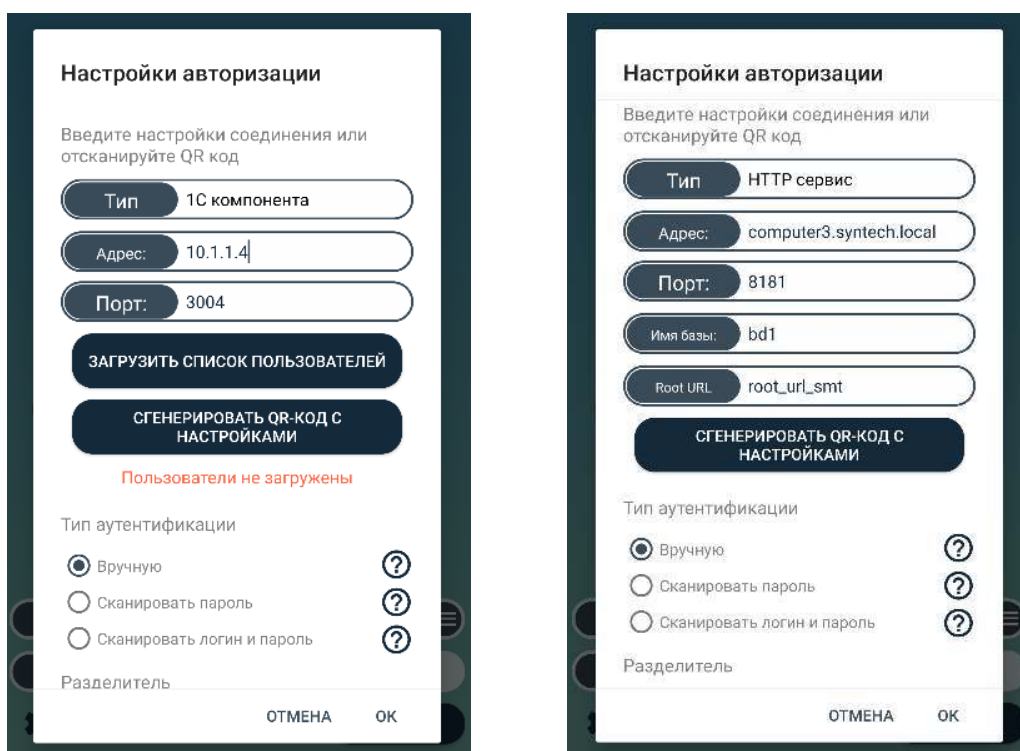 Настройки авторизации
Введите настройки соединения или
отсканируйте QR код
Тип 1С компонента
Адрес: 10.1.1.4
Порт: 3004
ЗАГРУЗИТЬ СПИСОК ПОЛЬЗОВАТЕЛЕЙ
СГЕНЕРИРОВАТЬ QR-КОД С
НАСТРОЙКАМИ
Пользователи не загружены
Тип аутентификации
Вручную ?
Сканировать пароль ?
Сканировать логин и пароль ?
Разделитель
ОТМЕНА ОК
Настройки авторизации
Введите настройки соединения или
отсканируйте QR код
Тип HTTP сервис
Адрес: computer3.syntech.local
Порт: 8181
Имя базы: bd1
Root URL root_url_smt
СГЕНЕРИРОВАТЬ QR-КОД С
НАСТРОЙКАМИ
Тип аутентификации
Вручную ?
Сканировать пароль ?
Сканировать логин и пароль ?
Разделитель
ОТМЕНА ОК